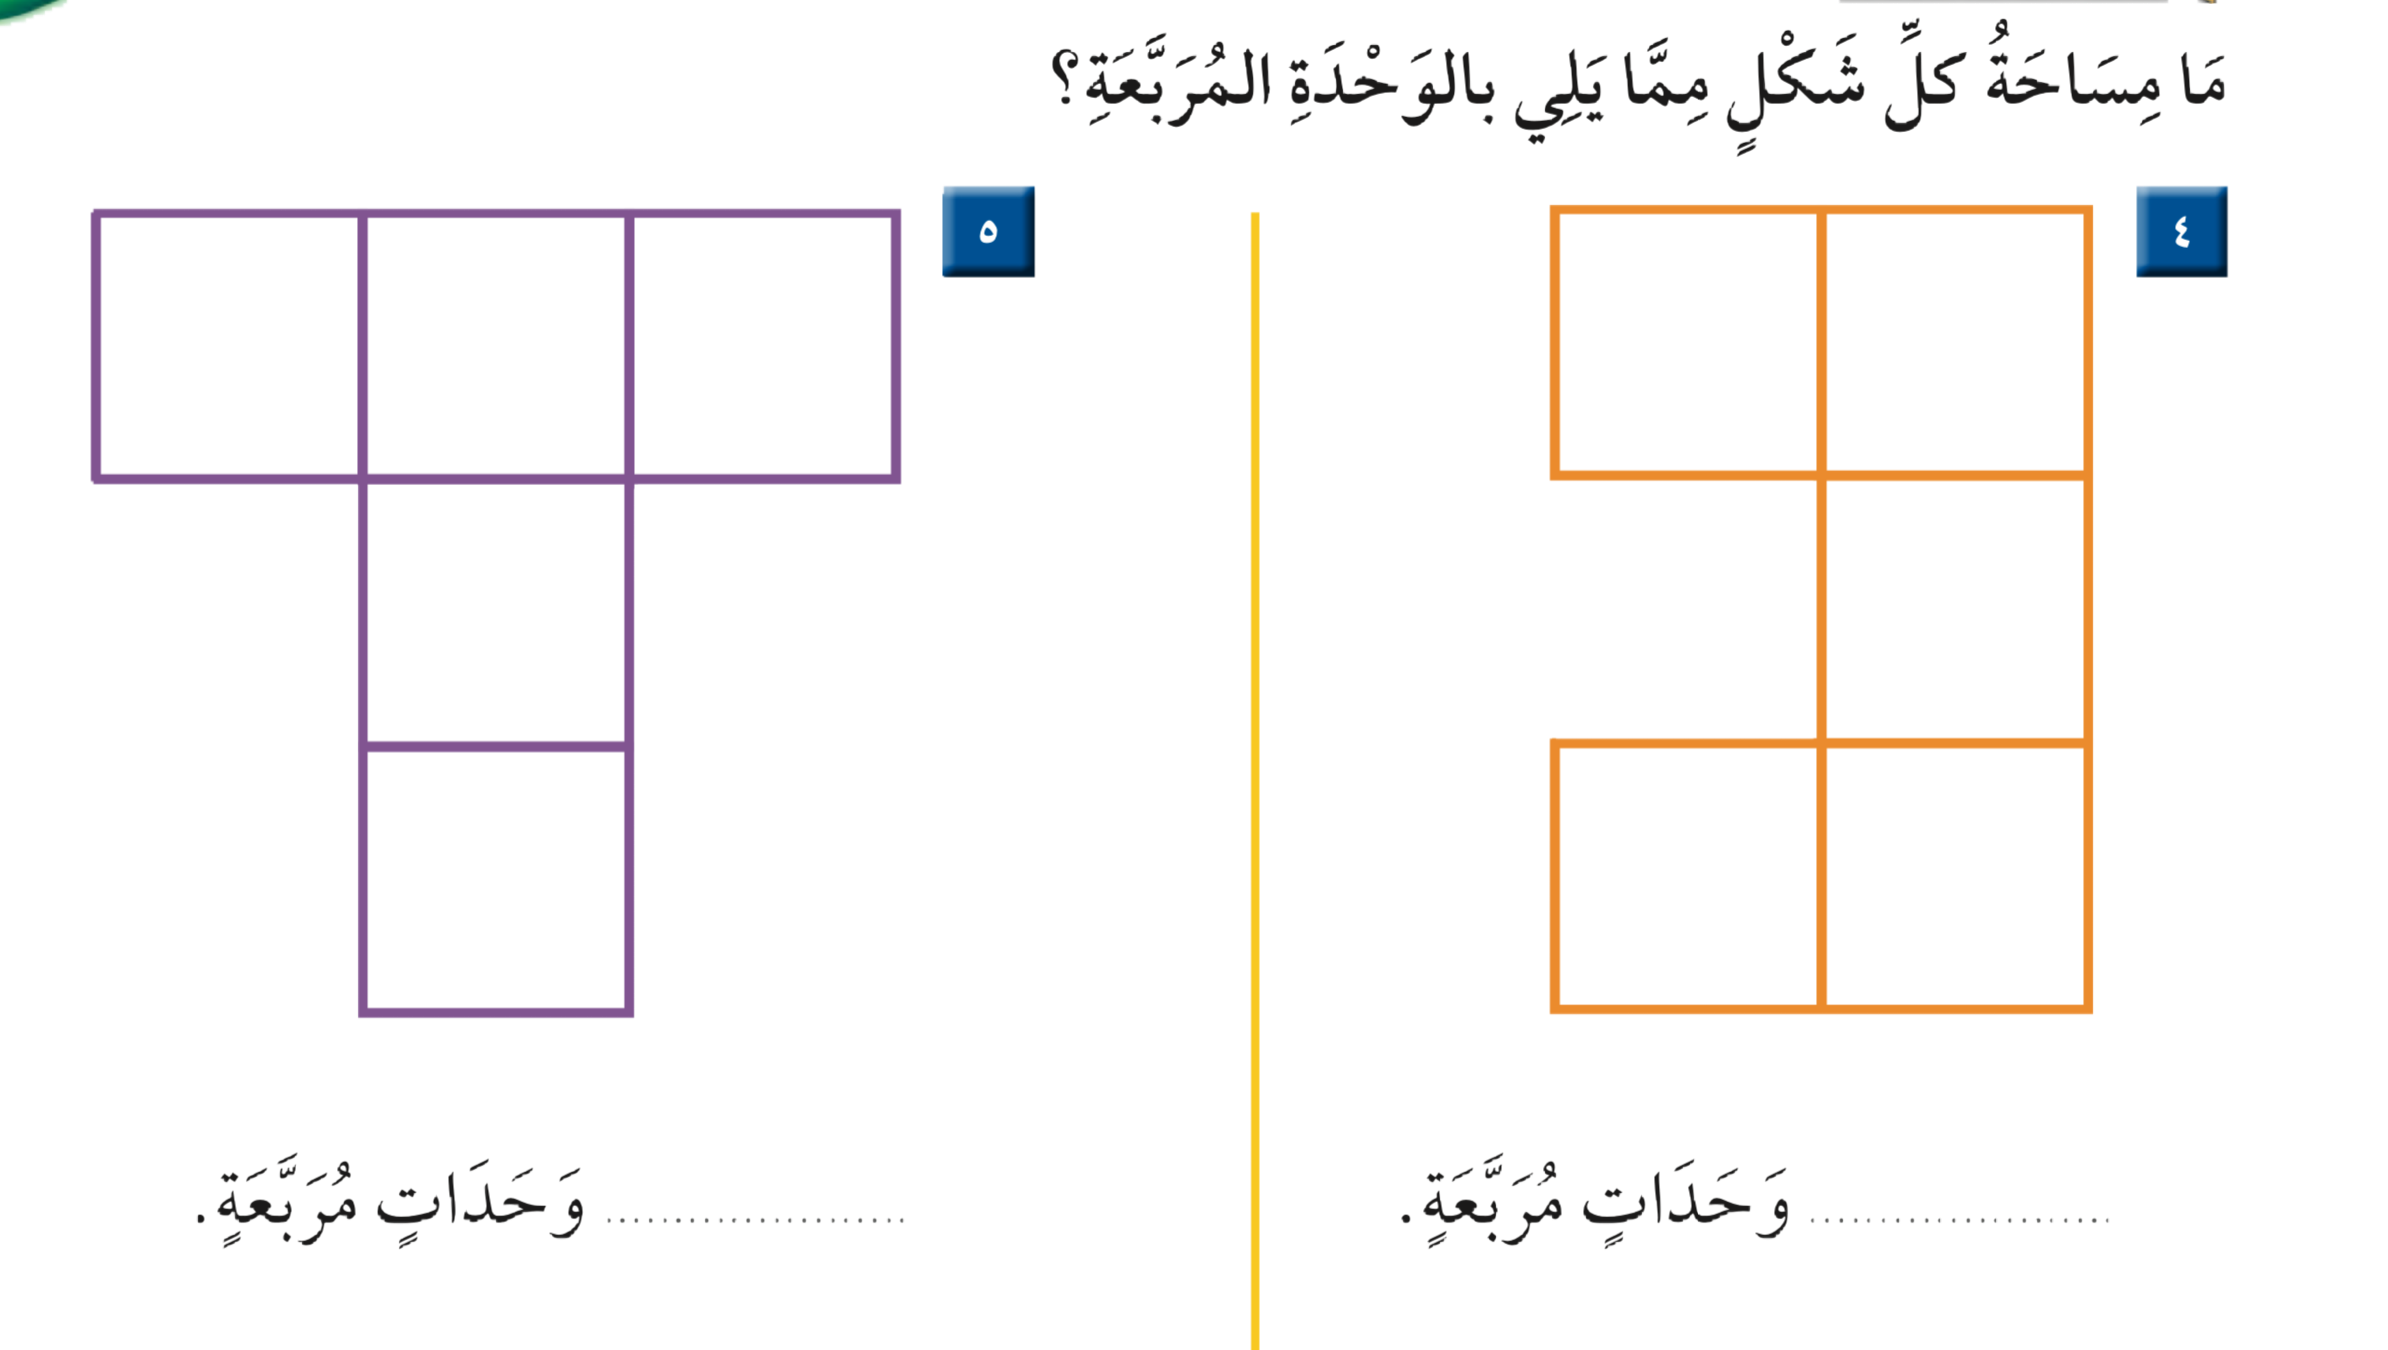 مَا مِسَاحَةُ كلِّ شَكْلٍ مِمَّا يَلِي بالوَحْدَةِ المُرَبَّعَةِ؟
٤
٥
...................... وَحَدَاتٍ مُرَبَّعَةٍ.
...................... وَحَدَاتٍ مُرَبَّعَةٍ.